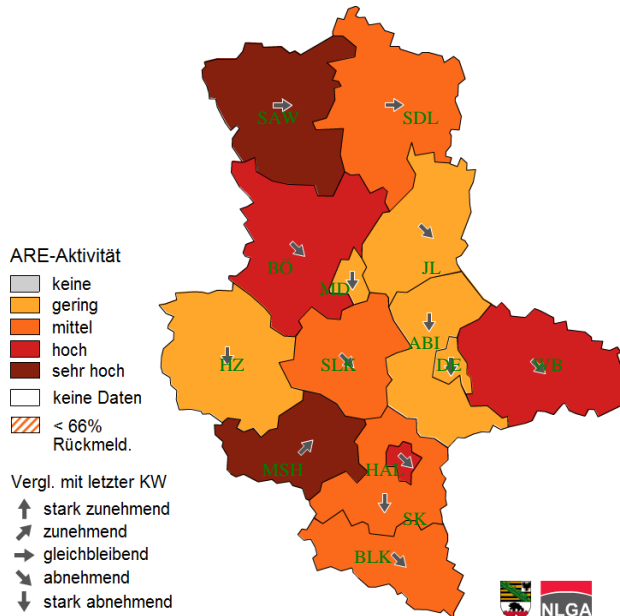 SAW
SDL
BÖ
JL
MD
ABI
HZ
SLK
DE
WB
MSH
HAL
SK
BLK
ARE-Aktivität
keine
gering
mittel
hoch
sehr hoch
keine Daten
< 66%
Rückmeld.
Vergl. mit letzter KW
stark zunehmend
zunehmend
gleichbleibend
abnehmend
stark abnehmend
NLGA